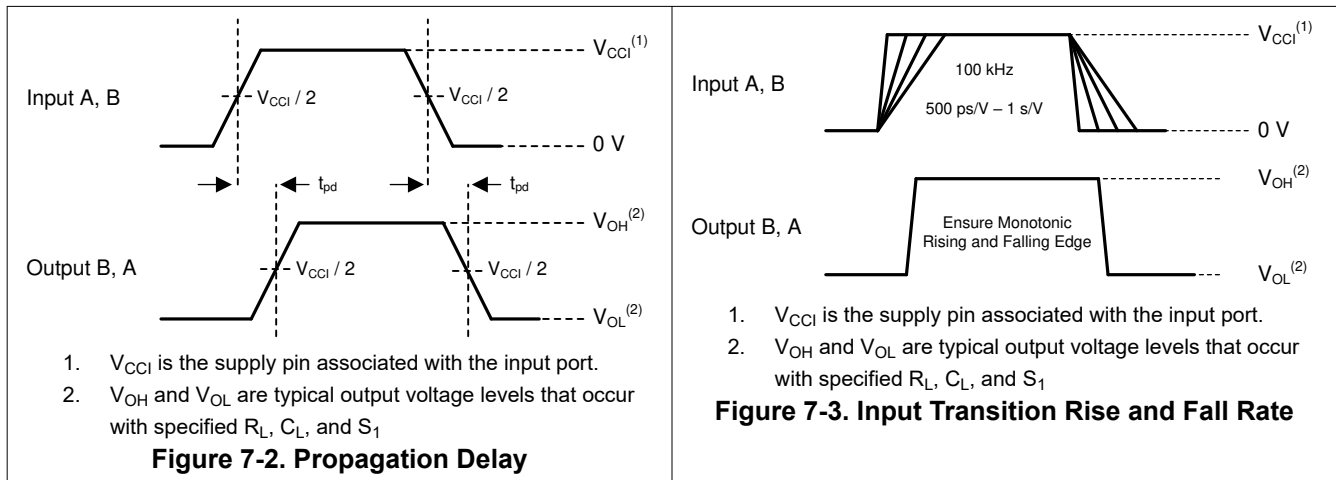 V_CCI^(1)
Input A, B
V_CCI / 2
V_CCI / 2
0 V
t_pd
t_pd
V_OH^(2)
Output B, A
V_CCI / 2
V_CCI / 2
V_OL^(2)
1. V_CCI is the supply pin associated with the input port.
2. V_OH and V_OL are typical output voltage levels that occur
with specified R_L, C_L, and S_1
Figure 7-2. Propagation Delay
V_CCI^(1)
Input A, B
100 kHz
500 ps/V – 1 s/V
0 V
V_OH^(2)
Output B, A
Ensure Monotonic
Rising and Falling Edge
V_OL^(2)
1. V_CCI is the supply pin associated with the input port.
2. V_OH and V_OL are typical output voltage levels that occur
with specified R_L, C_L, and S_1
Figure 7-3. Input Transition Rise and Fall Rate